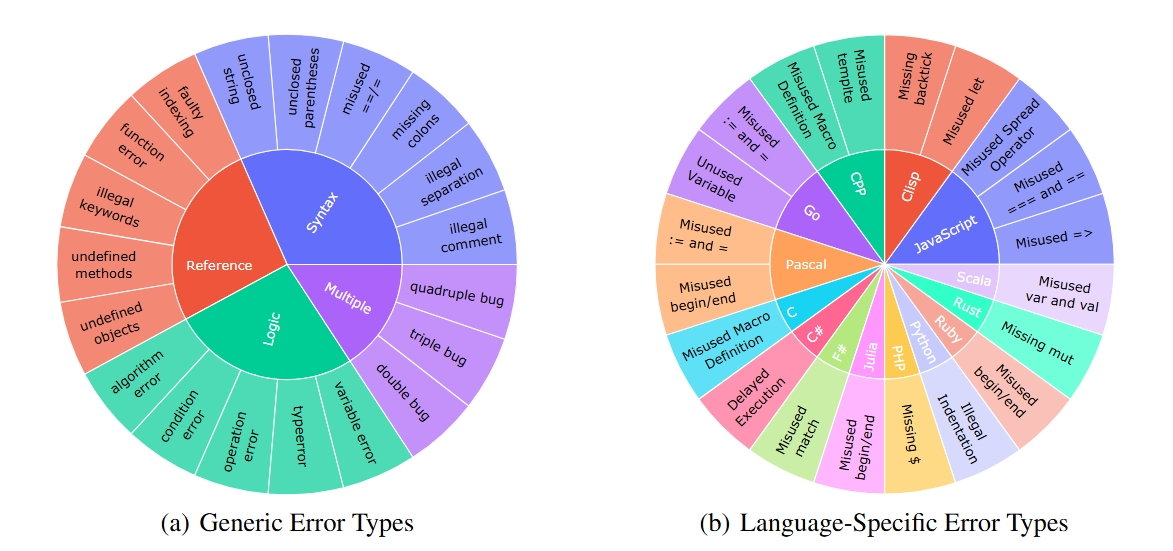 unclosed
string
unclosed
parentheses
misused
==/=
missing
colons
illegal
separation
illegal
comment
Syntax
faulty
indexing
function
error
illegal
keywords
undefined
methods
undefined
objects
Reference
algorithm
error
condition
error
operation
error
typeerror
variable error
Logic
quadruple bug
triple bug
double bug
Multiple
(a) Generic Error Types
Missing
backtick
Misused let
Clisp
Misused Spread
Operator
Misused
=== and ==
Misused =>
JavaScript
Misused
templte
Misused Macro
Definition
CPP
Misused
:= and =
Unused
Variable
Go
Misused
:= and =
Misused
begin/end
Pascal
Misused Macro
Definition
C
Delayed
Execution
C#
Misused
match
F#
Misused
begin/end
Julia
Missing $
PHP
Illegal
Indentation
Python
Misused
begin/end
Ruby
Missing mut
Rust
Misused
var and val
Scala
(b) Language-Specific Error Types